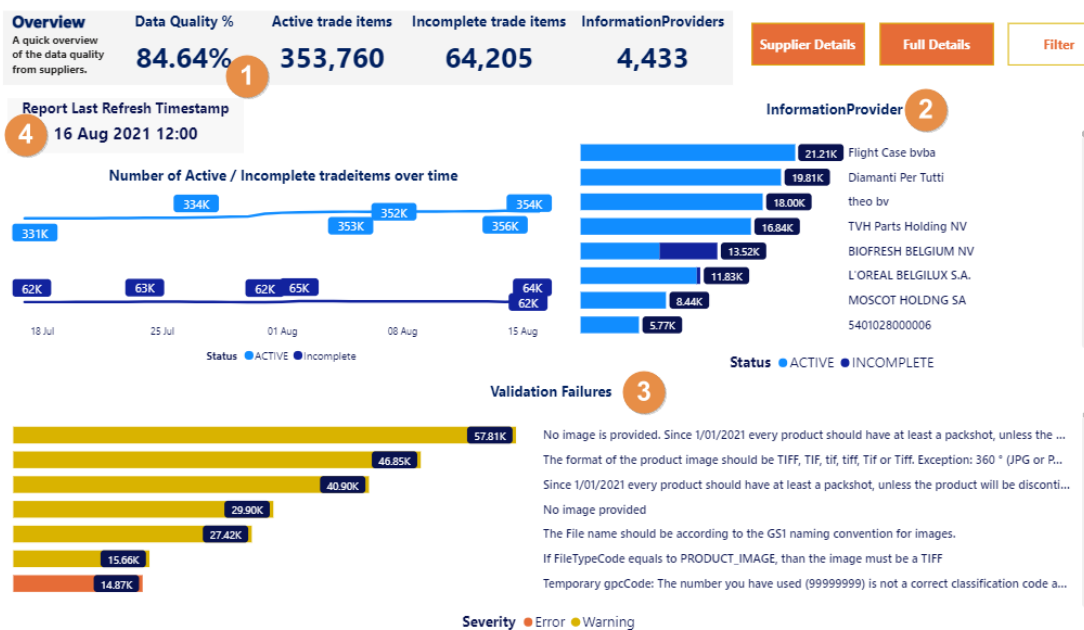 Overview
A quick overview
of the data quality
from suppliers.
Data Quality %
84.64%
Active trade items
353,760
Incomplete trade items
64,205
InformationProviders
4,433
Supplier Details
Full Details
Filter
1
Report Last Refresh Timestamp
16 Aug 2021 12:00
4
Number of Active / Incomplete tradeitems over time
331K
334K
353K
352K
356K
354K
62K
63K
62K
65K
64K
62K
18 Jul
25 Jul
01 Aug
08 Aug
15 Aug
Status ACTIVE Incomplete
InformationProvider
2
21.21K Flight Case bvba
19.81K Diamanti Per Tutti
18.00K theo bv
16.84K TVH Parts Holding NV
13.52K BIOFRESH BELGIUM NV
11.83K L'OREAL BELGILUX S.A.
8.44K MOSCOT HOLDNG SA
5.77K 5401028000006
Status ACTIVE INCOMPLETE
Validation Failures
3
57.81K No image is provided. Since 1/01/2021 every product should have at least a packshot, unless the ...
46.85K The format of the product image should be TIFF, TIF, tif, tiff, Tif or Tiff. Exception: 360 ° (JPG or P...
40.90K Since 1/01/2021 every product should have at least a packshot, unless the product will be disconti...
29.90K No image provided
27.42K The File name should be according to the GS1 naming convention for images.
15.66K If FileTypeCode equals to PRODUCT_IMAGE, than the image must be a TIFF
14.87K Temporary gpcCode: The number you have used (99999999) is not a correct classification code a...
Severity Error Warning